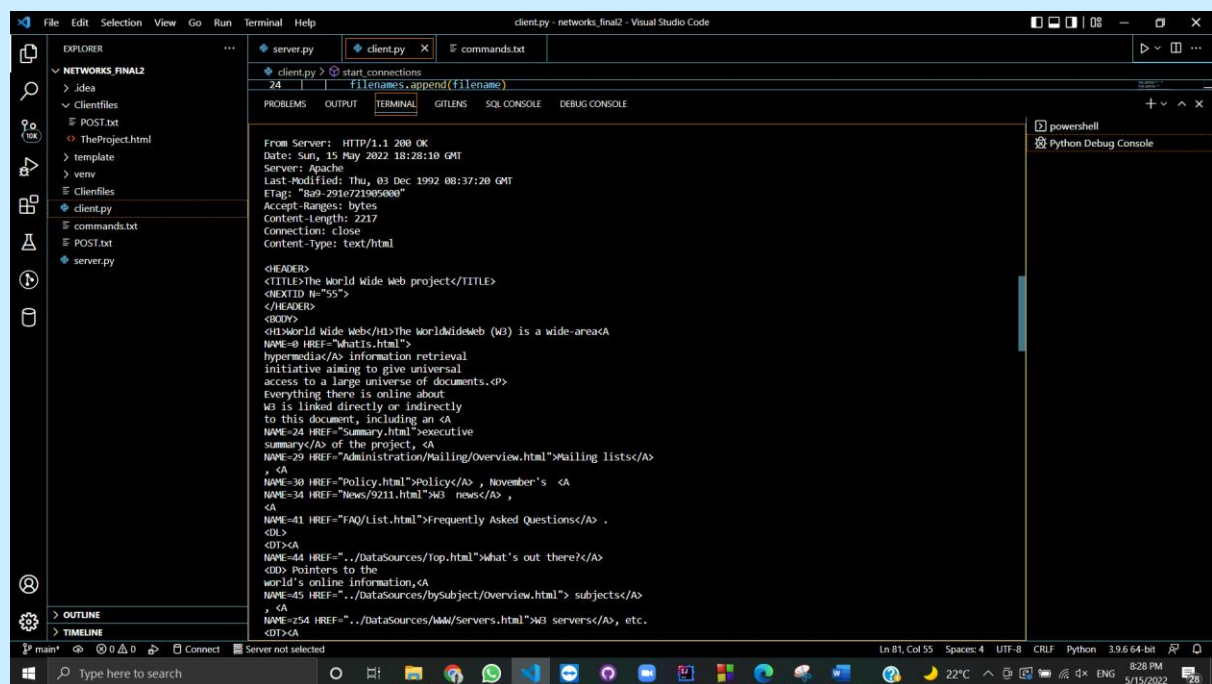 File Edit Selection View Go Run Terminal Help
client.py - networks_final2 - Visual Studio Code
EXPLORER
server.py
client.py
commands.txt
NETWORKS_FINAL2
.idea
Clientfiles
POST.txt
TheProject.html
template
venv
Clienfiles
client.py
commands.txt
POST.txt
server.py
OUTLINE
TIMELINE
10K
client.py > start_connections
24 filenames.append(filename)
PROBLEMS OUTPUT TERMINAL GITLENS SQL CONSOLE DEBUG CONSOLE
powershell
Python Debug Console
From Server: HTTP/1.1 200 OK
Date: Sun, 15 May 2022 18:28:10 GMT
Server: Apache
Last-Modified: Thu, 03 Dec 1992 08:37:20 GMT
ETag: "8a9-291e721905000"
Accept-Ranges: bytes
Content-Length: 2217
Connection: close
Content-Type: text/html
<HEADER>
<TITLE>The World Wide Web project</TITLE>
<NEXTID N="55">
</HEADER>
<BODY>
<H1>World Wide Web</H1>The WorldWideWeb (W3) is a wide-area<A
NAME=0 HREF="WhatIs.html">
hypermedia</A> information retrieval
initiative aiming to give universal
access to a large universe of documents.<P>
Everything there is online about
W3 is linked directly or indirectly
to this document, including an <A
NAME=24 HREF="Summary.html">executive
summary</A> of the project, <A
NAME=29 HREF="Administration/Mailing/Overview.html">Mailing lists</A>
, <A
NAME=30 HREF="Policy.html">Policy</A> , November's <A
NAME=34 HREF="News/9211.html">W3 news</A> ,
<A
NAME=41 HREF="FAQ/List.html">Frequently Asked Questions</A> .
<DL>
<DT><A
NAME=44 HREF="../DataSources/Top.html">What's out there?</A>
<DD> Pointers to the
world's online information,<A
NAME=45 HREF="../DataSources/bySubject/Overview.html"> subjects</A>
, <A
NAME=z54 HREF="../DataSources/WWW/Servers.html">W3 servers</A>, etc.
<DT><A
main* 0 0 Connect Server not selected
Ln 81, Col 55 Spaces: 4 UTF-8 CRLF Python 3.9.6 64-bit
Type here to search
22°C ENG 8:28 PM
5/15/2022 28